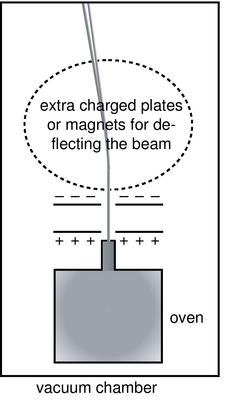 extra charged plates
or magnets for de-
flecting the beam
– – – – – – – –
+ + + + + + +
oven
vacuum chamber